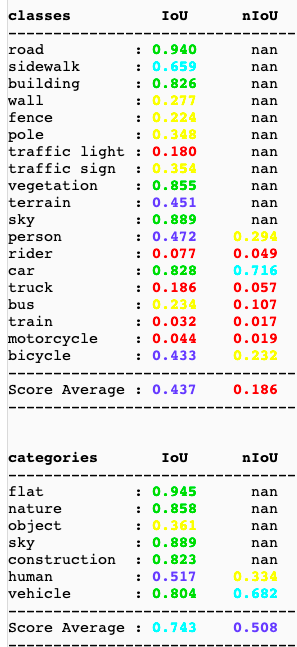 classes IoU nIoU
--------------------------------
road : 0.940 nan
sidewalk : 0.659 nan
building : 0.826 nan
wall : 0.277 nan
fence : 0.224 nan
pole : 0.348 nan
traffic light : 0.180 nan
traffic sign : 0.354 nan
vegetation : 0.855 nan
terrain : 0.451 nan
sky : 0.889 nan
person : 0.472 0.294
rider : 0.077 0.049
car : 0.828 0.716
truck : 0.186 0.057
bus : 0.234 0.107
train : 0.032 0.017
motorcycle : 0.044 0.019
bicycle : 0.433 0.232
--------------------------------
Score Average : 0.437 0.186
--------------------------------
categories IoU nIoU
--------------------------------
flat : 0.945 nan
nature : 0.858 nan
object : 0.361 nan
sky : 0.889 nan
construction : 0.823 nan
human : 0.517 0.334
vehicle : 0.804 0.682
--------------------------------
Score Average : 0.743 0.508
--------------------------------